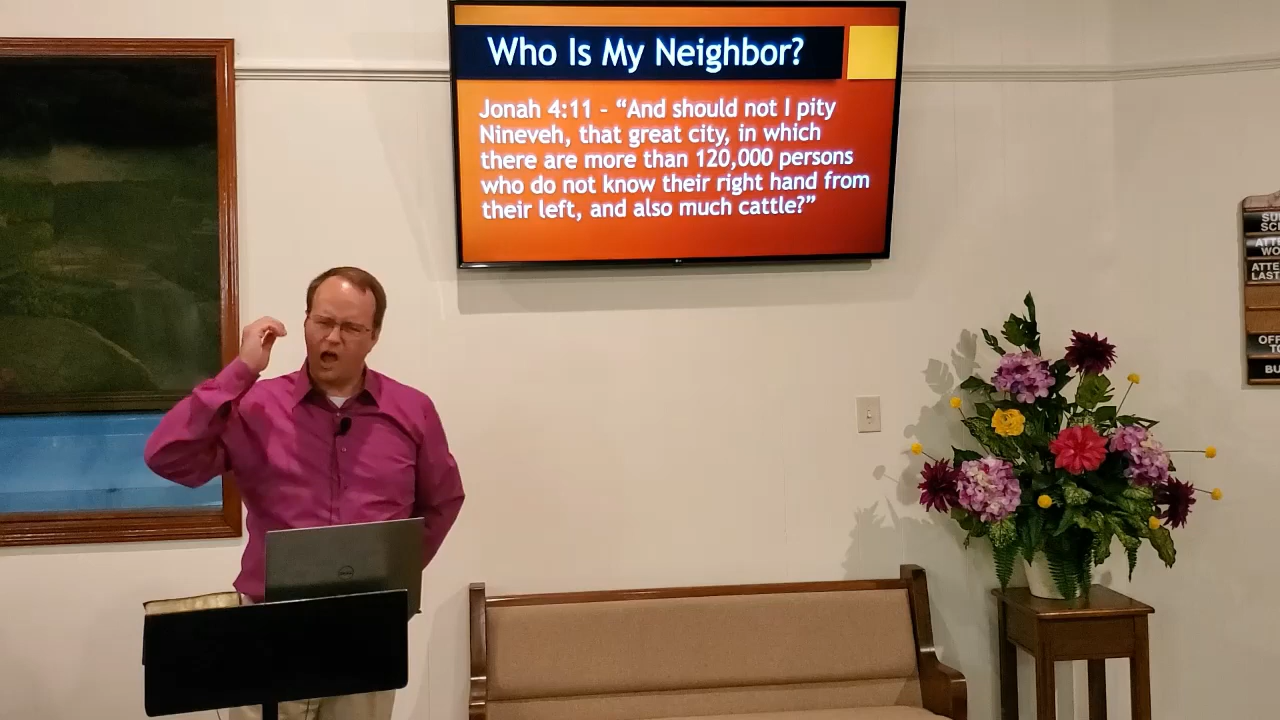 Who Is My Neighbor?
Jonah 4:11 – “And should not I pity
Nineveh, that great city, in which
there are more than 120,000 persons
who do not know their right hand from
their left, and also much cattle?”
LG
DELL